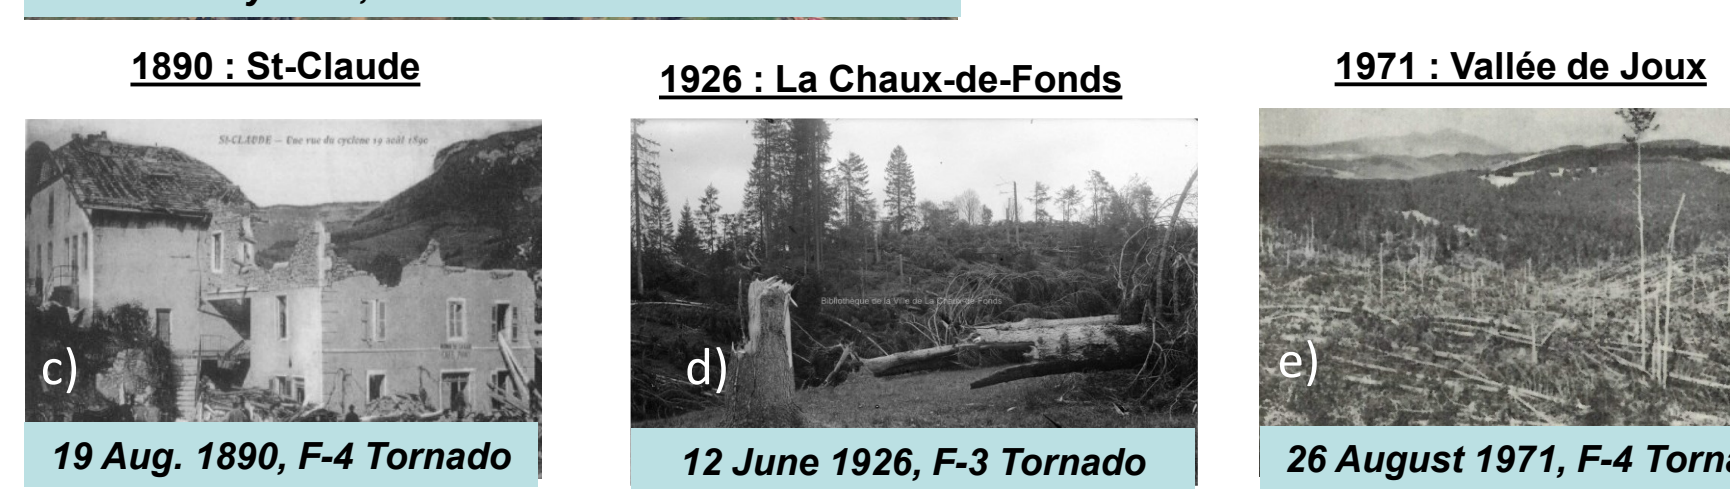 1890 : St-Claude
1926 : La Chaux-de-Fonds
1971 : Vallée de Joux
ST-CLAUDE — Une rue du cyclone 19 août 1890
Bibliothèque de la Ville de La Chaux-de-Fonds
c)
d)
e)
19 Aug. 1890, F-4 Tornado
12 June 1926, F-3 Tornado
26 August 1971, F-4 Torna